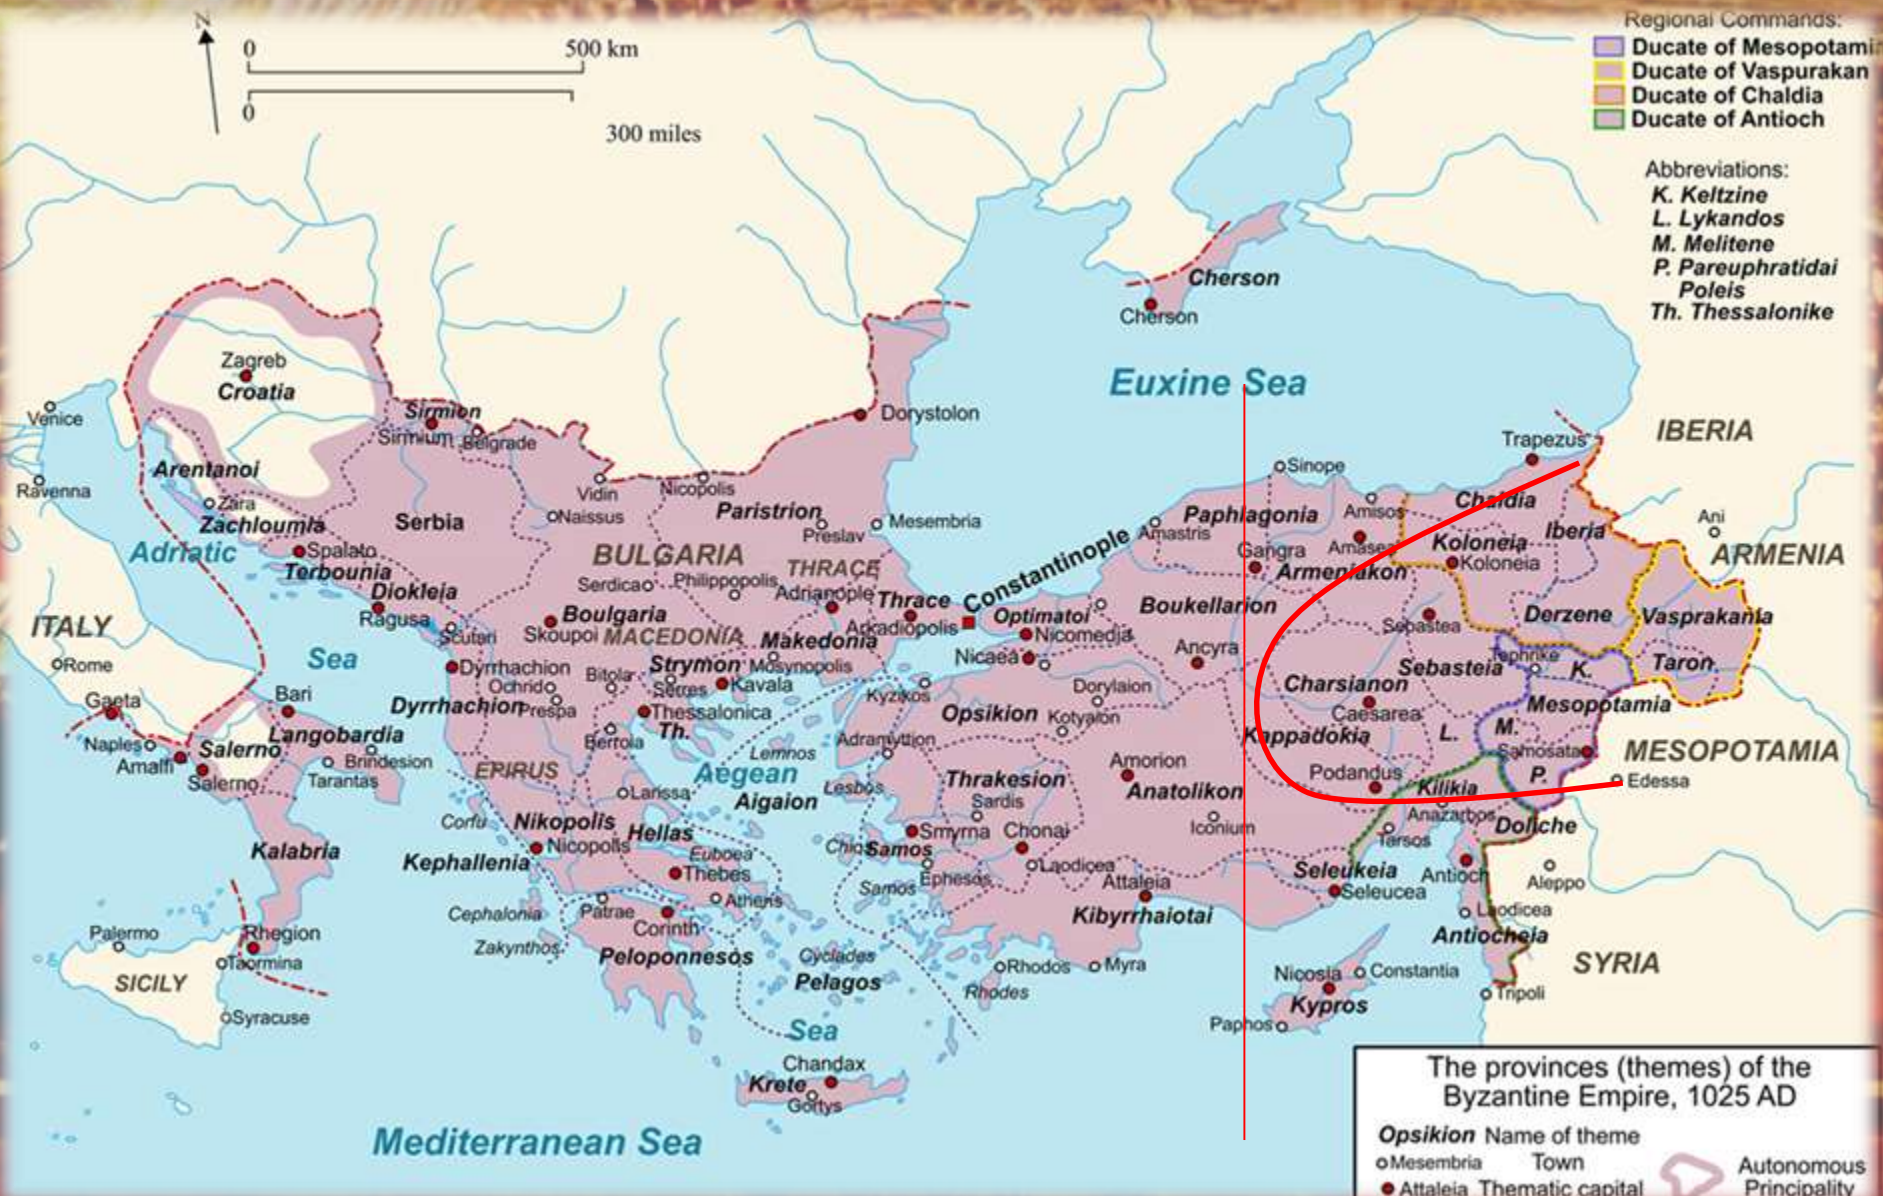 N
0
500 km
0
300 miles
Regional Commands:
Ducate of Mesopotami
Ducate of Vaspurakan
Ducate of Chaldia
Ducate of Antioch
Abbreviations:
K. Keltzine
L. Lykandos
M. Melitene
P. Pareuphratidai
Poleis
Th. Thessalonike
Cherson
Cherson
Zagreb
Croatia
Euxine Sea
Venice
Sirmion
Sirmium
Belgrade
Dorystolon
IBERIA
Trapezus
Arentanoi
Ravenna
Zara
Zachloumia
Vidin
Nicopolis
Sinope
Chaldia
Serbia
Naissus
Paristrion
Preslav
Mesembria
Amastris
Paphlagonia
Amisos
Iberia
Ani
Adriatic
Spalato
Terbounia
BULGARIA
THRACE
Constantinople
Gangra
Amasea
Armeniakon
Koloneia
Koloneia
ARMENIA
Diokleia
Serdica
Philippopolis
Adrianople
Thrace
Arkadiopolis
Optimatoi
Boukellarion
Sebastea
Derzene
Vasprakania
ITALY
Ragusa
Scutari
Boulgaria
Skoupoi
MACEDONIA
Makedonia
Nicomedia
Rome
Sea
Dyrrhachion
Bitola
Strymon
Mosynopolis
Nicaea
Ancyra
Sebasteia
Tephrike
K.
Taron
Gaeta
Bari
Ochrid
Prespa
Serres
Kavala
Kyzikos
Dorylaion
Charsianon
Caesarea
Mesopotamia
Dyrrhachion
Thessalonica
Th.
Opsikion
Kotyaion
Kappadokia
L.
M.
Naples
Amalfi
Salerno
Salerno
Langobardia
Brindesion
Tarantas
Berroia
Lemnos
Adramyttion
Samosata
MESOPOTAMIA
EPIRUS
Aegean
Aigaion
Lesbos
Thrakesion
Sardis
Amorion
Anatolikon
Podandus
Kilikia
P.
Edessa
Larissa
Corfu
Nikopolis
Nicopolis
Hellas
Euboea
Chios
Samos
Smyrna
Chonai
Iconium
Anazarbos
Tarsos
Doliche
Kalabria
Kephallenia
Thebes
Samos
Ephesos
Laodicea
Attaleia
Seleukeia
Seleucea
Antioch
Aleppo
Cephalonia
Patrae
Athens
Corinth
Kibyrrhaiotai
Laodicea
Palermo
Rhegion
Zakynthos
Peloponnesos
Cyclades
Pelagos
Rhodos
Rhodes
Myra
Antiocheia
SYRIA
SICILY
Taormina
Nicosia
Constantia
Kypros
Tripoli
Syracuse
Sea
Paphos
Chandax
Krete
Gortys
Mediterranean Sea
The provinces (themes) of the
Byzantine Empire, 1025 AD
Opsikion Name of theme
Mesembria Town
Attaleia Thematic capital
Autonomous
Principality